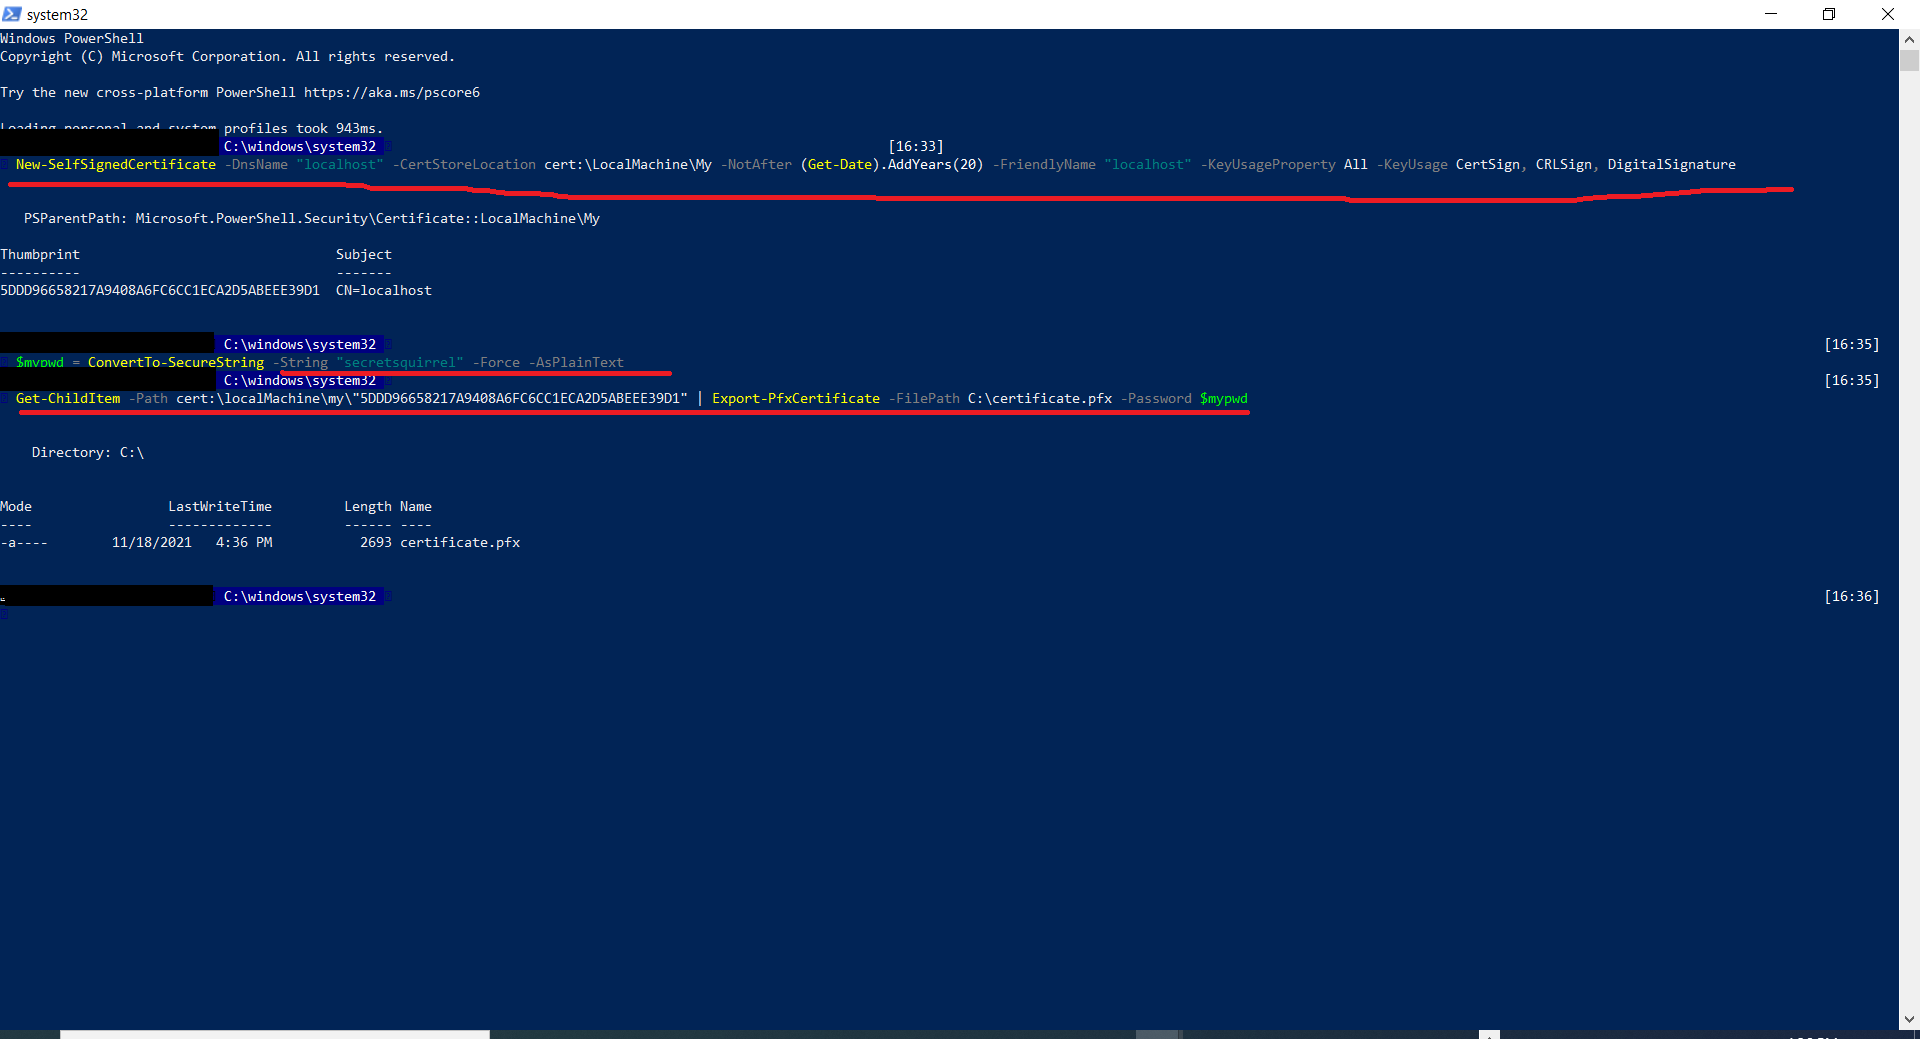 system32
Windows PowerShell
Copyright (C) Microsoft Corporation. All rights reserved.
Try the new cross-platform PowerShell https://aka.ms/pscore6
Loading personal and system profiles took 943ms.
C:\windows\system32 [16:33]
New-SelfSignedCertificate -DnsName "localhost" -CertStoreLocation cert:\LocalMachine\My -NotAfter (Get-Date).AddYears(20) -FriendlyName "localhost" -KeyUsageProperty All -KeyUsage CertSign, CRLSign, DigitalSignature
PSParentPath: Microsoft.PowerShell.Security\Certificate::LocalMachine\My
Thumbprint Subject
---------- -------
5DDD96658217A9408A6FC6CC1ECA2D5ABEEE39D1 CN=localhost
C:\windows\system32 [16:35]
$mypwd = ConvertTo-SecureString -String "secretsquirrel" -Force -AsPlainText
C:\windows\system32 [16:35]
Get-ChildItem -Path cert:\localMachine\my\"5DDD96658217A9408A6FC6CC1ECA2D5ABEEE39D1" | Export-PfxCertificate -FilePath C:\certificate.pfx -Password $mypwd
Directory: C:\
Mode LastWriteTime Length Name
---- ------------- ------ ----
-a---- 11/18/2021 4:36 PM 2693 certificate.pfx
C:\windows\system32 [16:36]